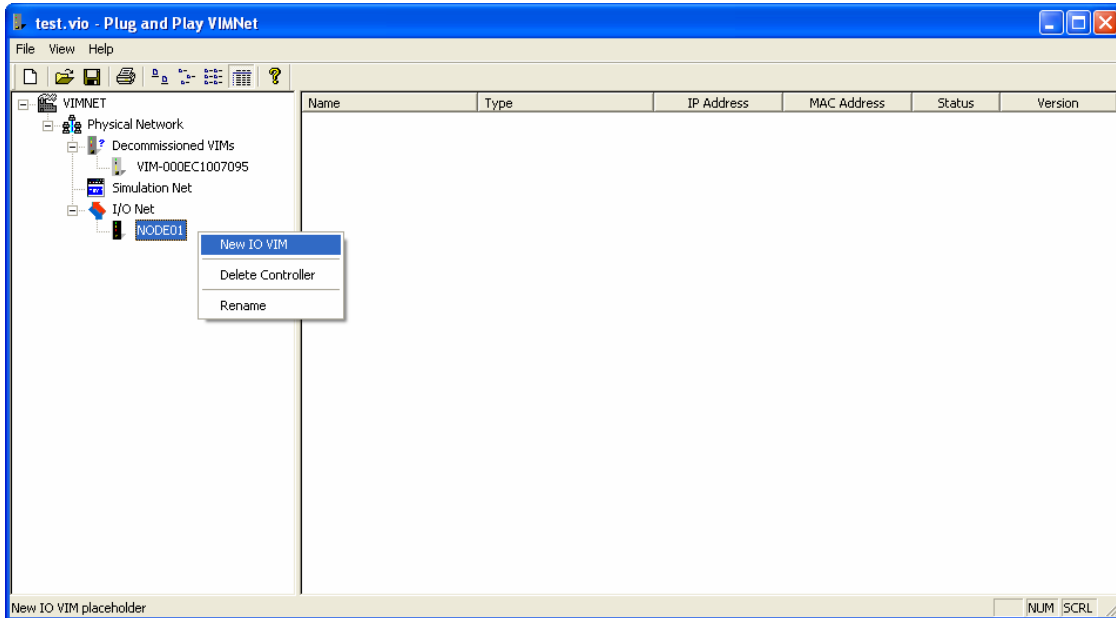 test.vio - Plug and Play VIMNet
File View Help
VIMNET
Physical Network
Decommissioned VIMs
VIM-000EC1007095
Simulation Net
I/O Net
NODE01
New IO VIM
Delete Controller
Rename
Name Type IP Address MAC Address Status Version
New IO VIM placeholder
NUM SCRL